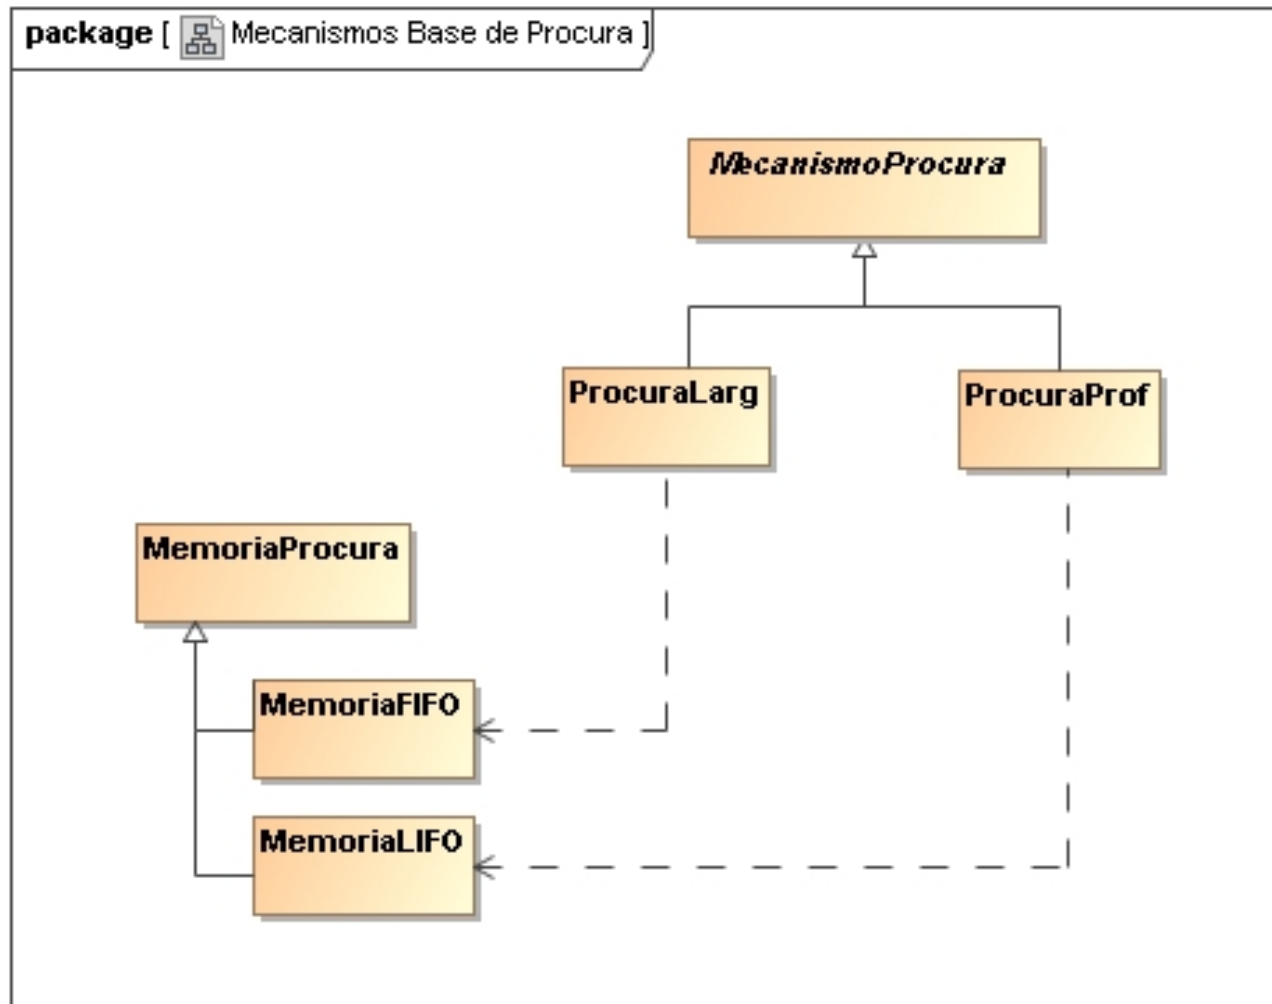 package [ Mecanismos Base de Procura ]
MecanismoProcura
ProcuraLarg
ProcuraProf
MemoriaProcura
MemoriaFIFO
MemoriaLIFO